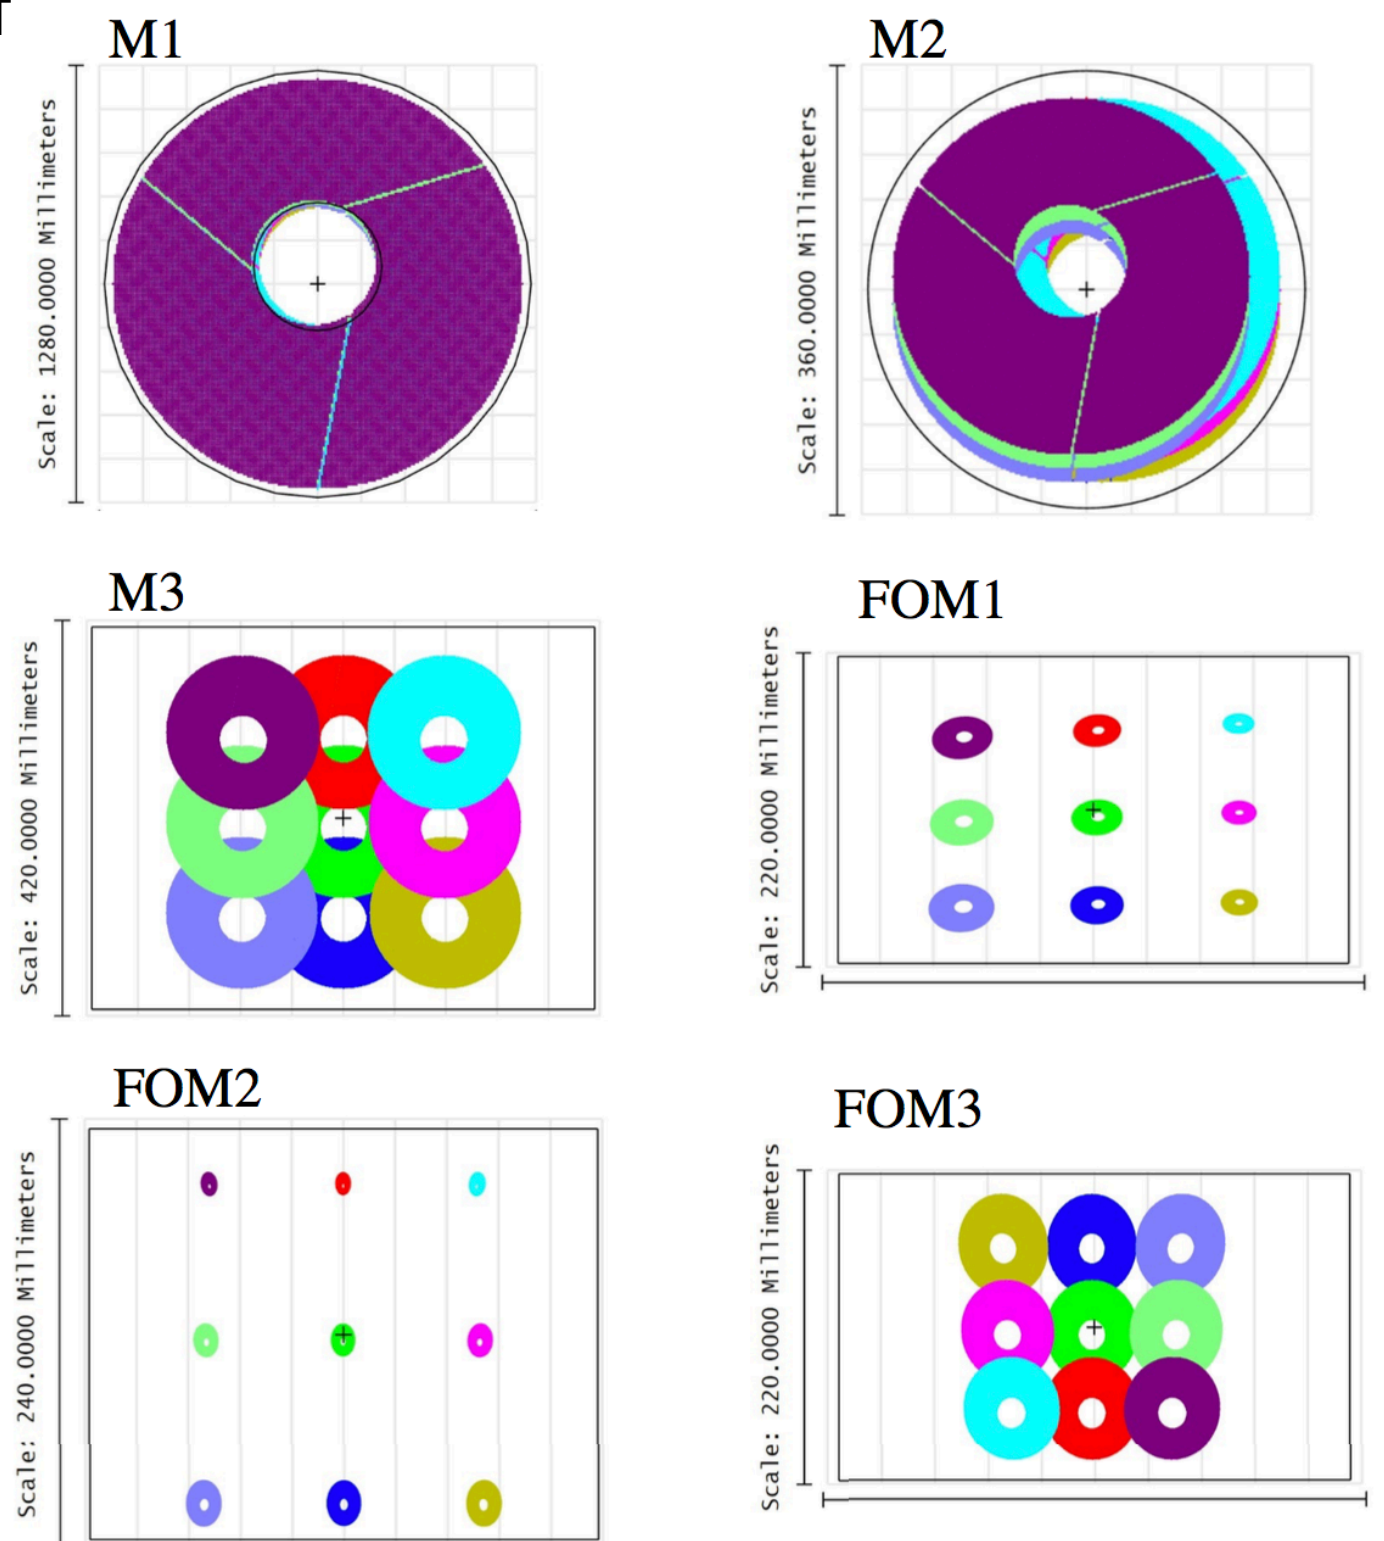 M1
M2
Scale: 1280.0000 Millimeters
Scale: 360.0000 Millimeters
M3
FOM1
Scale: 420.0000 Millimeters
Scale: 220.0000 Millimeters
FOM2
FOM3
Scale: 240.0000 Millimeters
Scale: 220.0000 Millimeters